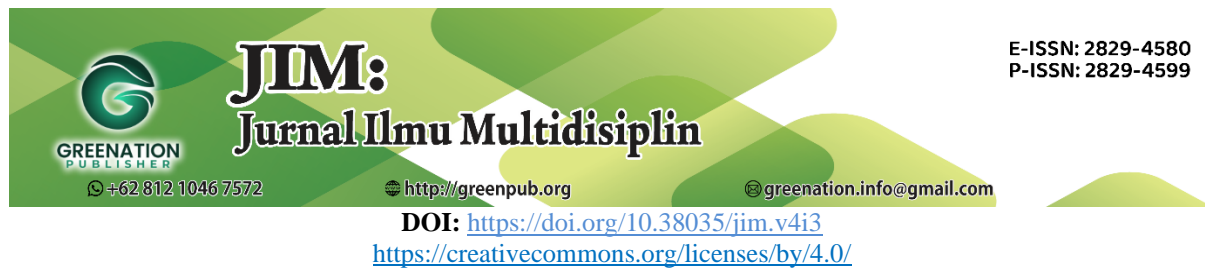 E-ISSN: 2829-4580
P-ISSN: 2829-4599
JIM:
Jurnal Ilmu Multidisiplin
GREENATION
PUBLISHER
+62 812 1046 7572 http://greenpub.org greenation.info@gmail.com
DOI: https://doi.org/10.38035/jim.v4i3
https://creativecommons.org/licenses/by/4.0/